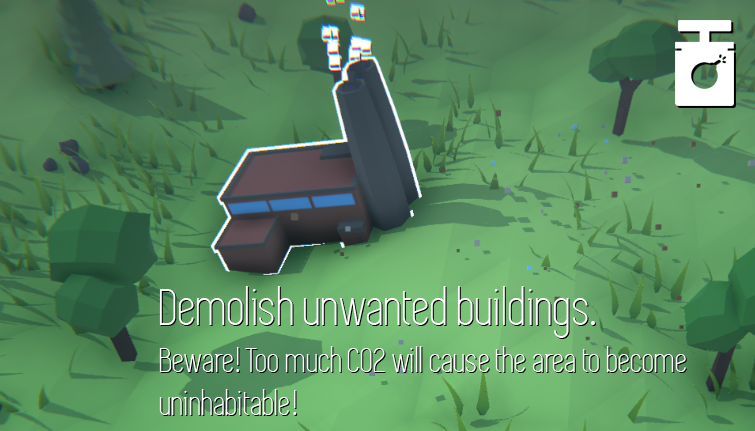 Demolish unwanted buildings.
Beware! Too much CO2 will cause the area to become
uninhabitable!